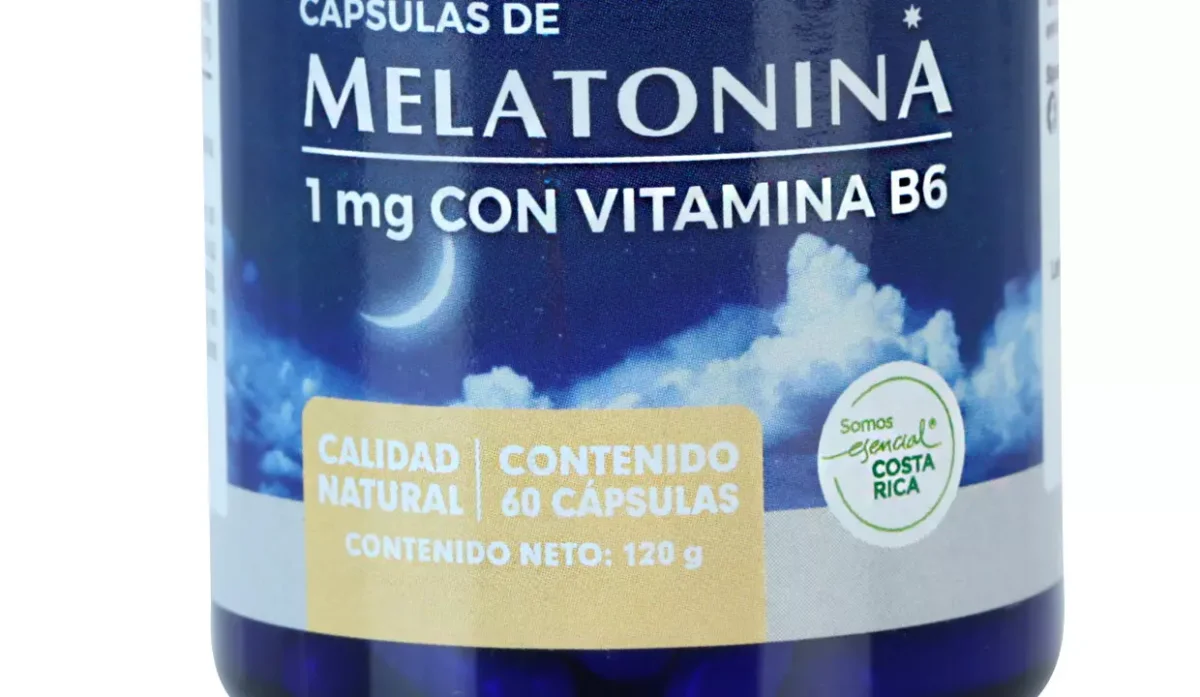 CÁPSULAS DE
MELATONINA
1 mg CON VITAMINA B6
CALIDAD
NATURAL
CONTENIDO
60 CÁPSULAS
CONTENIDO NETO: 120 g
Somos
esencial®
COSTA
RICA